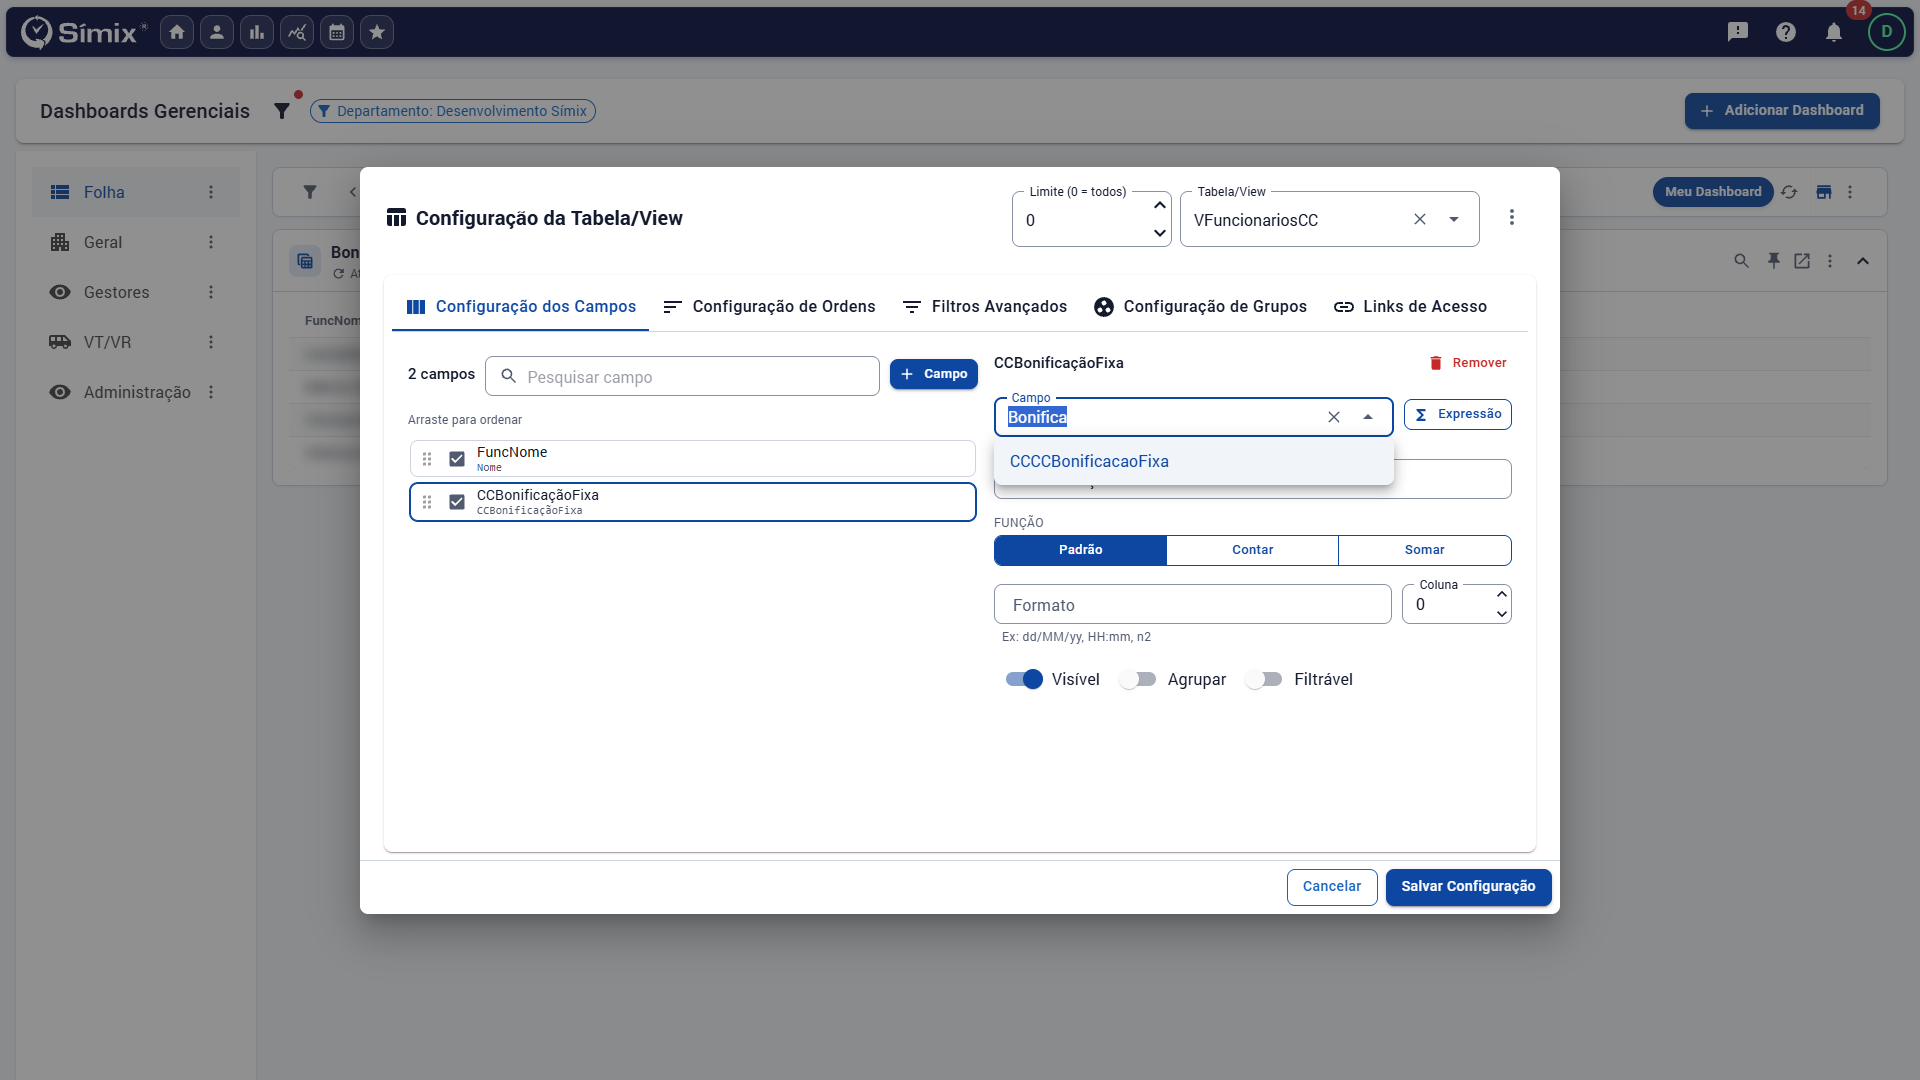 Símix
14
D
Dashboards Gerenciais
Departamento: Desenvolvimento Símix
Adicionar Dashboard
Folha
Geral
Gestores
VT/VR
Administração
Meu Dashboard
Bon
At
FuncNom
Configuração da Tabela/View
Limite (0 = todos)
0
Tabela/View
VFuncionariosCC
Configuração dos Campos
Configuração de Ordens
Filtros Avançados
Configuração de Grupos
Links de Acesso
2 campos
Pesquisar campo
Campo
Arraste para ordenar
FuncNome
Nome
CCBonificaçãoFixa
CCBonificaçãoFixa
CCBonificaçãoFixa
Remover
Campo
Bonifica
Expressão
CCCCBonificacaoFixa
FUNÇÃO
Padrão
Contar
Somar
Formato
Coluna
0
Ex: dd/MM/yy, HH:mm, n2
Visível
Agrupar
Filtrável
Cancelar
Salvar Configuração